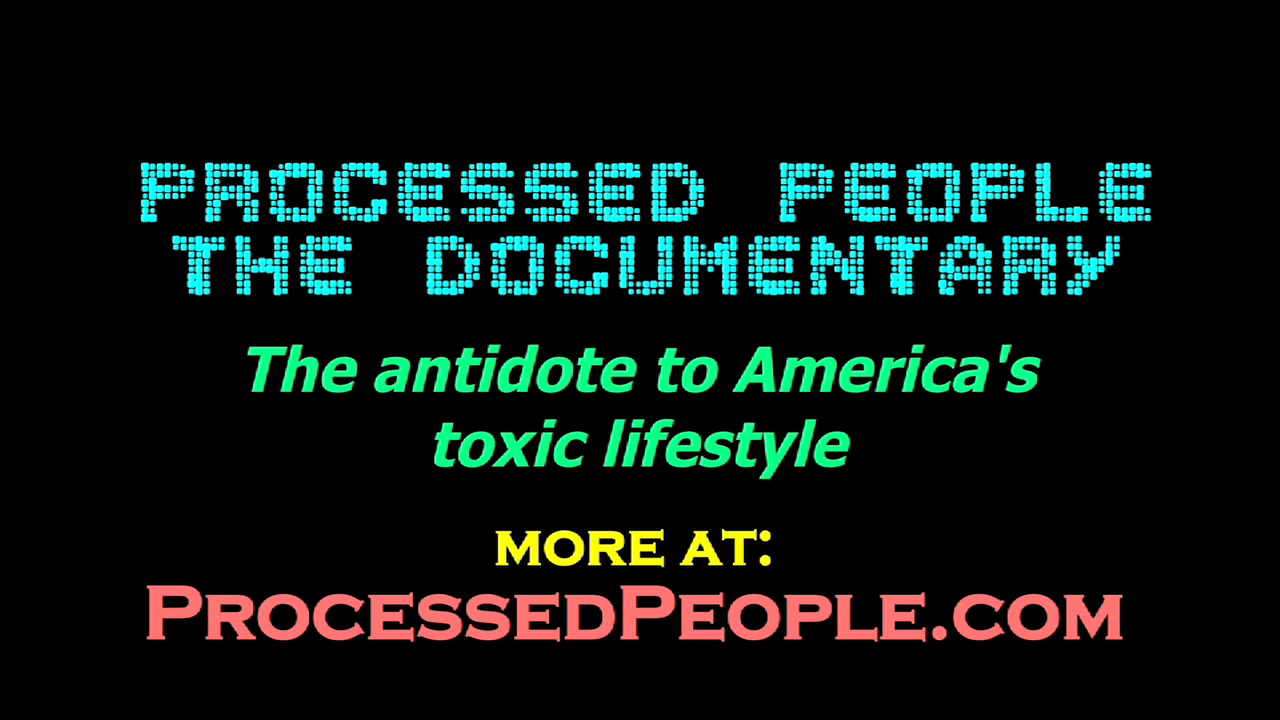 PROCESSED PEOPLE
THE DOCUMENTARY
The antidote to America's
toxic lifestyle
MORE AT:
PROCESSEDPEOPLE.COM